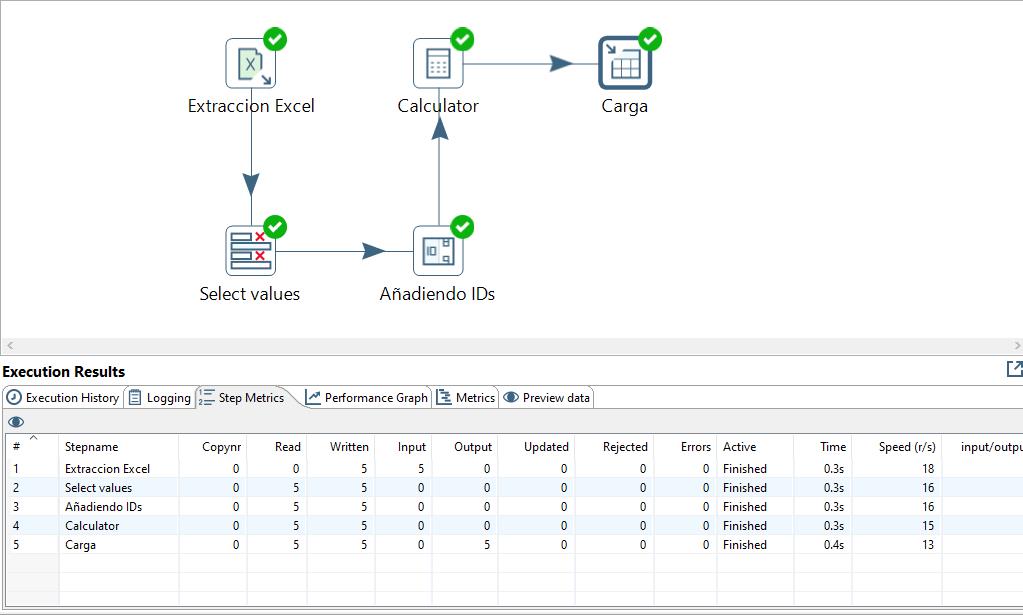 Extraccion Excel
Calculator
Carga
Select values
Añadiendo IDs
Execution Results
Execution History Logging Step Metrics Performance Graph Metrics Preview data
# Stepname Copynr Read Written Input Output Updated Rejected Errors Active Time Speed (r/s) input/outpu
1 Extraccion Excel 0 0 5 5 0 0 0 0 Finished 0.3s 18
2 Select values 0 5 5 0 0 0 0 0 Finished 0.3s 16
3 Añadiendo IDs 0 5 5 0 0 0 0 0 Finished 0.3s 16
4 Calculator 0 5 5 0 0 0 0 0 Finished 0.3s 15
5 Carga 0 5 5 0 5 0 0 0 Finished 0.4s 13